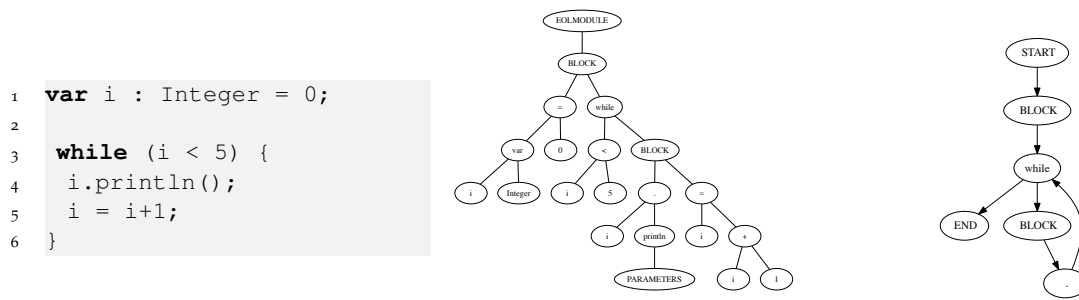 1 var i : Integer = 0;
2
3 while (i < 5) {
4 i.println();
5 i = i+1;
6 }
EOLMODULE
BLOCK
= while
var 0 < BLOCK
i Integer i 5 . =
i println i +
PARAMETERS i 1
START
BLOCK
while
END BLOCK
.